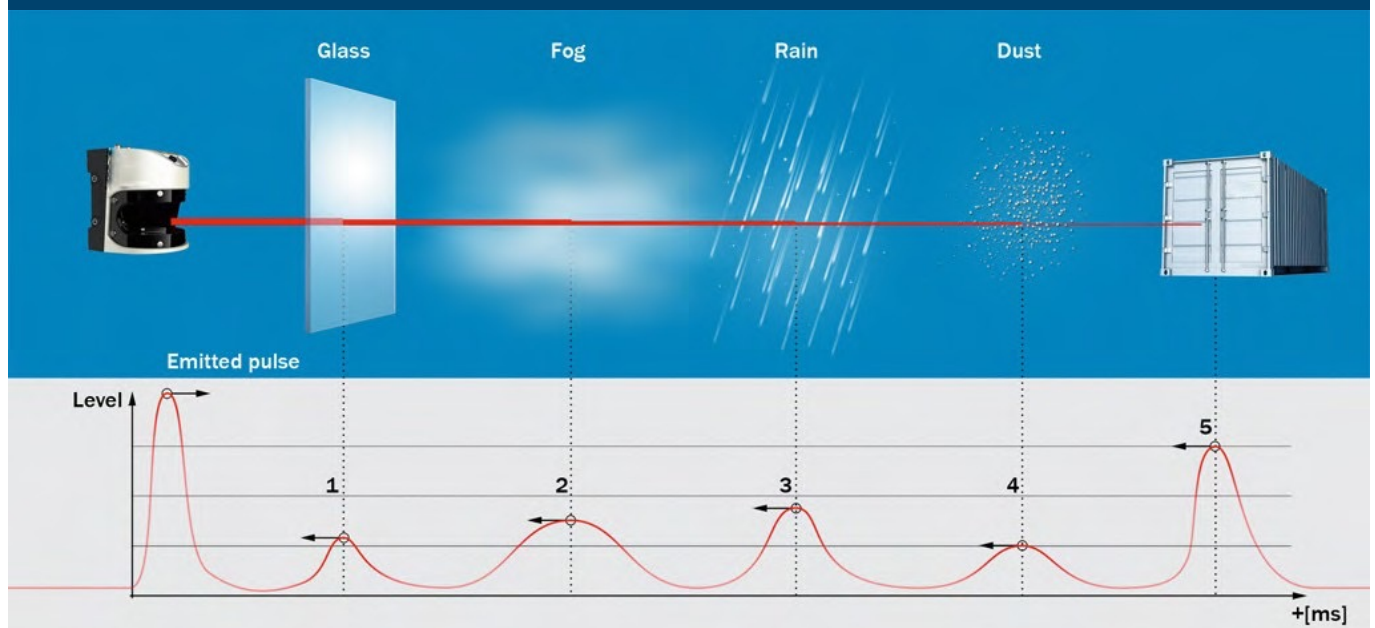 Glass
Fog
Rain
Dust
Emitted pulse
Level
1
2
3
4
5
+[ms]